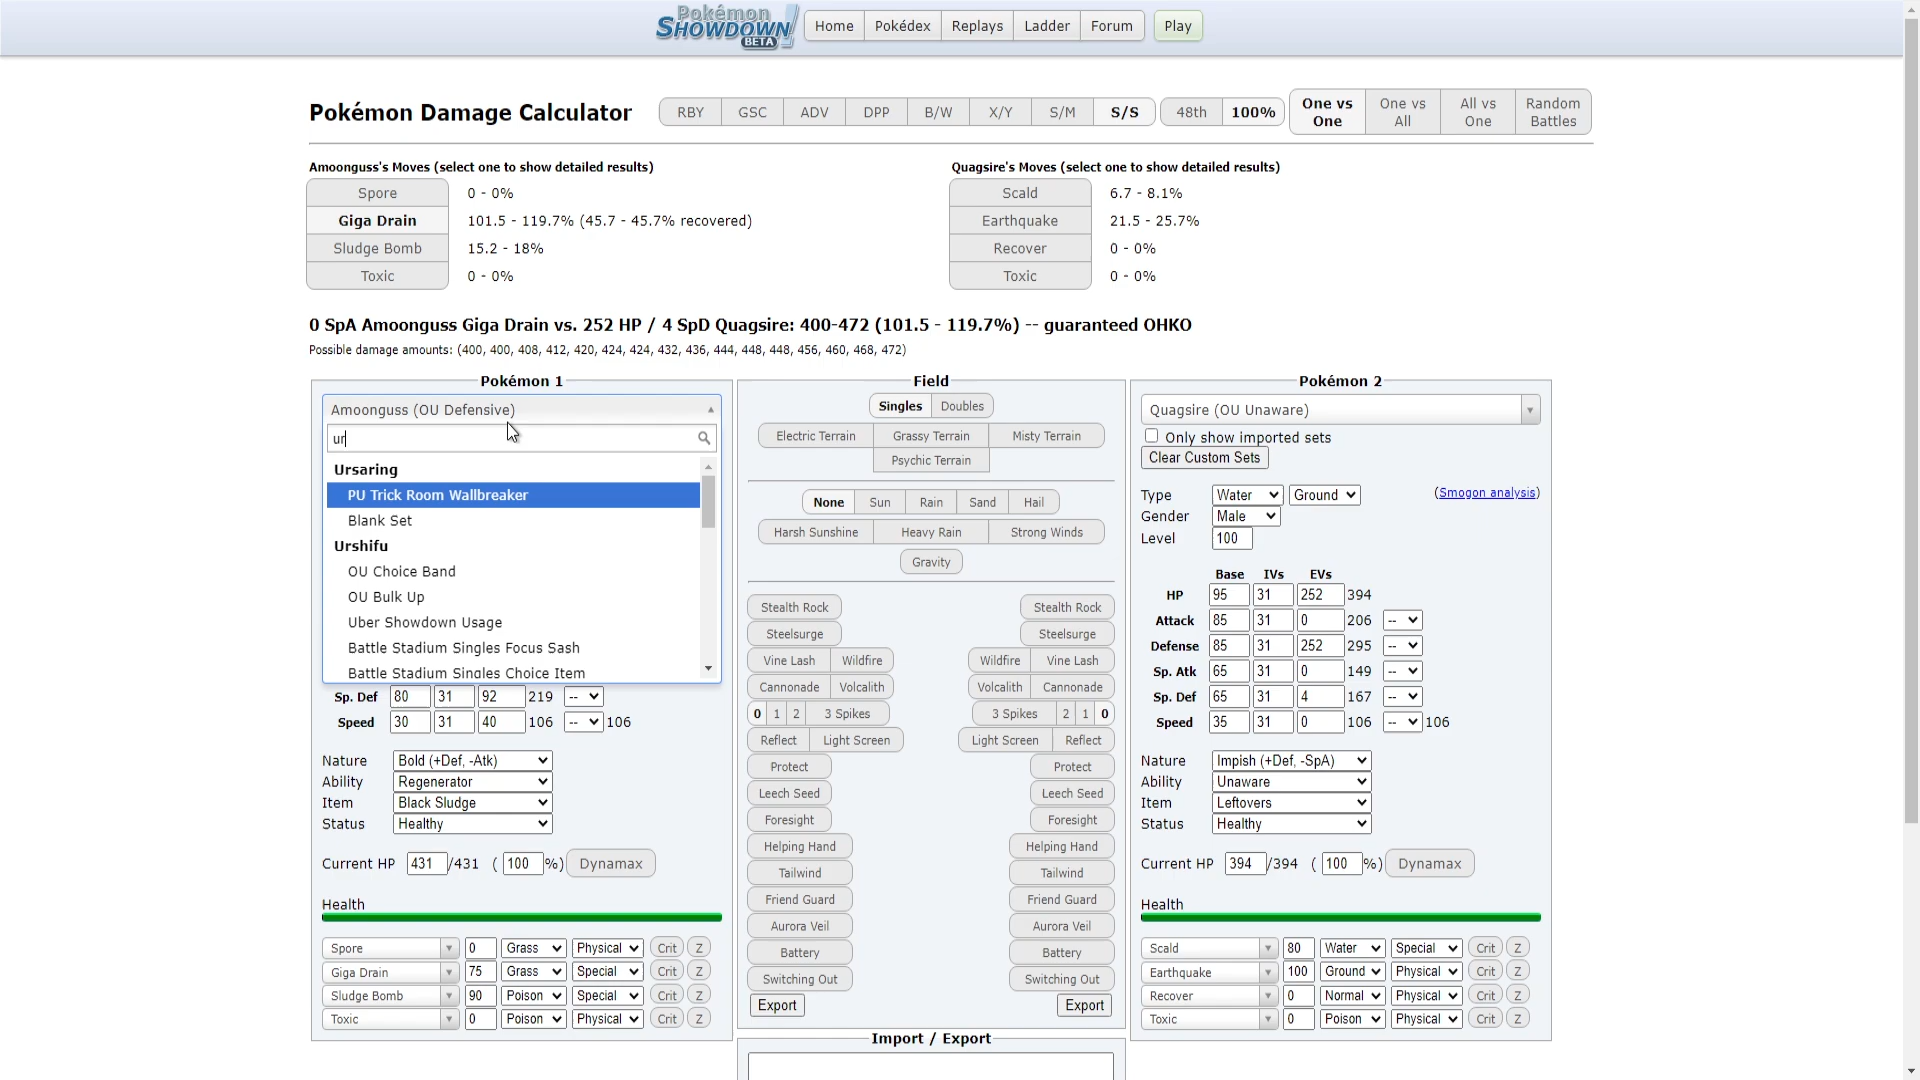 Pokémon SHOWDOWN! BETA Home Pokédex Replays Ladder Forum Play
Pokémon Damage Calculator RBY GSC ADV DPP B/W X/Y S/M S/S 48th 100% One vs One One vs All All vs One Random Battles
Amoonguss's Moves (select one to show detailed results)
Spore 0 - 0%
Giga Drain 101.5 - 119.7% (45.7 - 45.7% recovered)
Sludge Bomb 15.2 - 18%
Toxic 0 - 0%
Quagsire's Moves (select one to show detailed results)
Scald 6.7 - 8.1%
Earthquake 21.5 - 25.7%
Recover 0 - 0%
Toxic 0 - 0%
0 SpA Amoonguss Giga Drain vs. 252 HP / 4 SpD Quagsire: 400-472 (101.5 - 119.7%) -- guaranteed OHKO
Possible damage amounts: (400, 400, 408, 412, 420, 424, 424, 432, 436, 444, 448, 448, 456, 460, 468, 472)
Pokémon 1
Amoonguss (OU Defensive)
ur
Ursaring
PU Trick Room Wallbreaker
Blank Set
Urshifu
OU Choice Band
OU Bulk Up
Uber Showdown Usage
Battle Stadium Singles Focus Sash
Battle Stadium Singles Choice Item
Sp. Def 80 31 92 219 --
Speed 30 31 40 106 -- 106
Nature Bold (+Def, -Atk)
Ability Regenerator
Item Black Sludge
Status Healthy
Current HP 431 /431 ( 100 %) Dynamax
Health
Spore 0 Grass Physical Crit Z
Giga Drain 75 Grass Special Crit Z
Sludge Bomb 90 Poison Special Crit Z
Toxic 0 Poison Physical Crit Z
Field
Singles Doubles
Electric Terrain Grassy Terrain Misty Terrain
Psychic Terrain
None Sun Rain Sand Hail
Harsh Sunshine Heavy Rain Strong Winds
Gravity
Stealth Rock Stealth Rock
Steelsurge Steelsurge
Vine Lash Wildfire Wildfire Vine Lash
Cannonade Volcalith Volcalith Cannonade
0 1 2 3 Spikes 3 Spikes 2 1 0
Reflect Light Screen Light Screen Reflect
Protect Protect
Leech Seed Leech Seed
Foresight Foresight
Helping Hand Helping Hand
Tailwind Tailwind
Friend Guard Friend Guard
Aurora Veil Aurora Veil
Battery Battery
Switching Out Switching Out
Export Export
Import / Export
Pokémon 2
Quagsire (OU Unaware)
Only show imported sets
Clear Custom Sets
Type Water Ground (Smogon analysis)
Gender Male
Level 100
Base IVs EVs
HP 95 31 252 394
Attack 85 31 0 206 --
Defense 85 31 252 295 --
Sp. Atk 65 31 0 149 --
Sp. Def 65 31 4 167 --
Speed 35 31 0 106 -- 106
Nature Impish (+Def, -SpA)
Ability Unaware
Item Leftovers
Status Healthy
Current HP 394 /394 ( 100 %) Dynamax
Health
Scald 80 Water Special Crit Z
Earthquake 100 Ground Physical Crit Z
Recover 0 Normal Physical Crit Z
Toxic 0 Poison Physical Crit Z